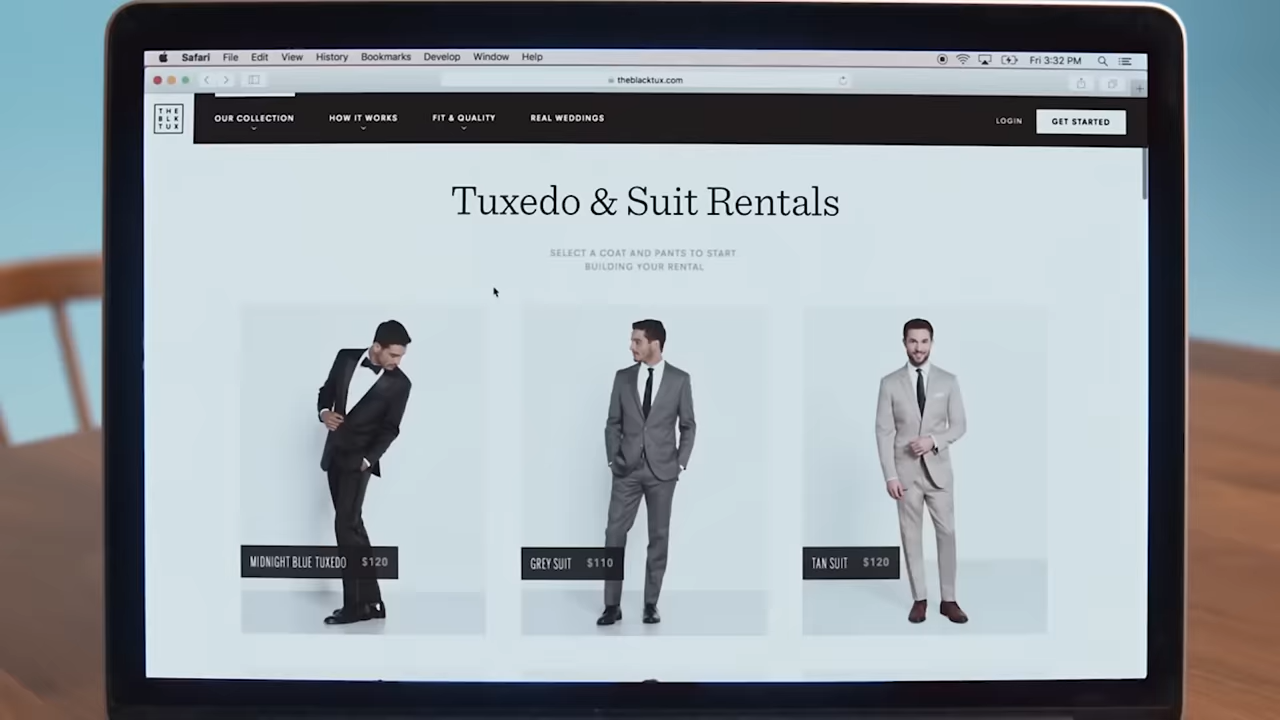 Safari File Edit View History Bookmarks Develop Window Help Fri 3:32 PM
theblacktux.com
THE
BLK
TUX
OUR COLLECTION HOW IT WORKS FIT & QUALITY REAL WEDDINGS LOGIN GET STARTED
Tuxedo & Suit Rentals
SELECT A COAT AND PANTS TO START
BUILDING YOUR RENTAL
MIDNIGHT BLUE TUXEDO $120
GREY SUIT $110
TAN SUIT $120